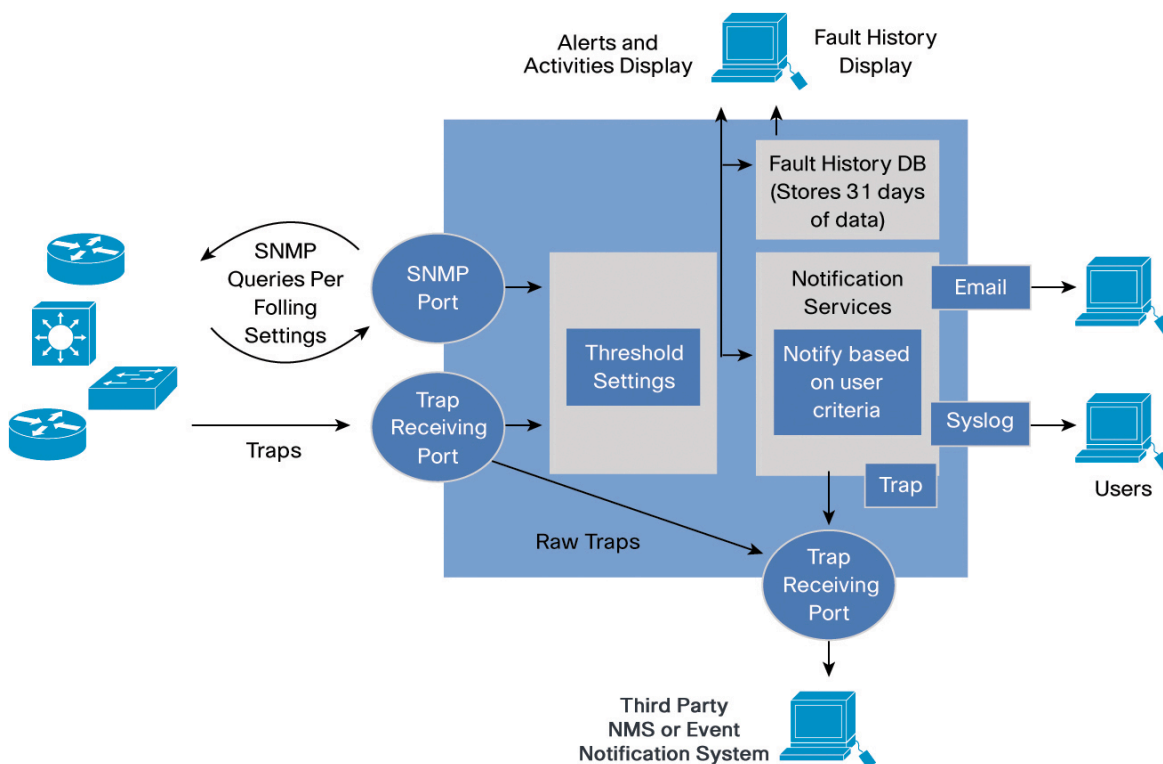 Alerts and
Activities Display
Fault History
Display
Fault History DB
(Stores 31 days
of data)
SNMP
Queries Per
Folling
Settings
SNMP
Port
Threshold
Settings
Notification
Services
Notify based
on user
criteria
Email
Syslog
Trap
Users
Traps
Trap
Receiving
Port
Raw Traps
Trap
Receiving
Port
Third Party
NMS or Event
Notification System